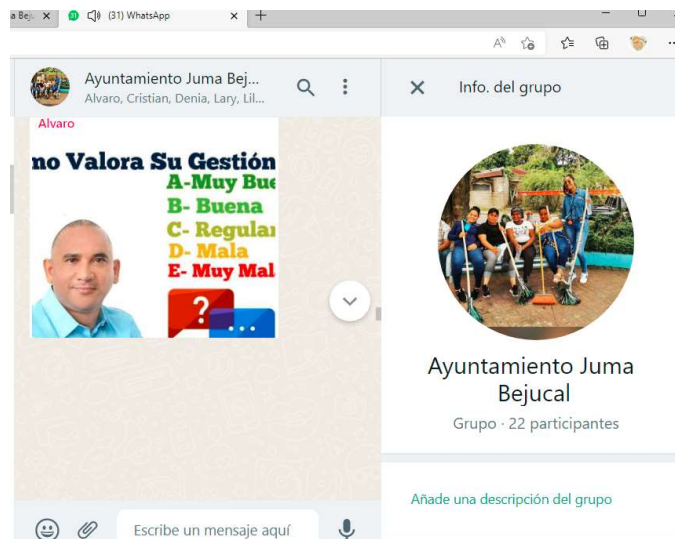 a Bej
31
(31) WhatsApp
Ayuntamiento Juma Bej...
Alvaro, Cristian, Denia, Lary, Lil...
Info. del grupo
Alvaro
mo Valora Su Gestión
A-Muy Bue
B- Buena
C- Regular
D- Mala
E- Muy Mal
?
...
Ayuntamiento Juma
Bejucal
Grupo · 22 participantes
Añade una descripción del grupo
Escribe un mensaje aquí